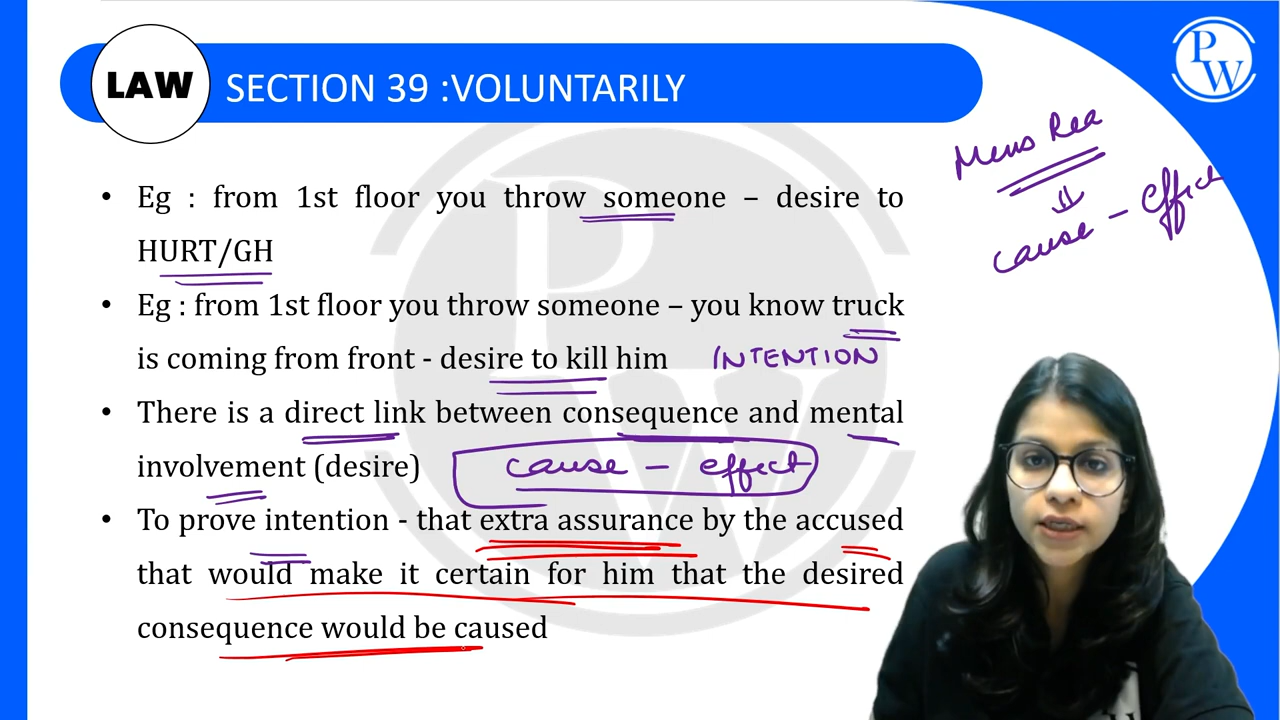 LAW
SECTION 39 :VOLUNTARILY
PW
Mens Rea
⇓
cause – effect
• Eg : from 1st floor you throw someone – desire to
HURT/GH
• Eg : from 1st floor you throw someone – you know truck
is coming from front - desire to kill him INTENTION
• There is a direct link between consequence and mental
involvement (desire) cause – effect
• To prove intention - that extra assurance by the accused
that would make it certain for him that the desired
consequence would be caused